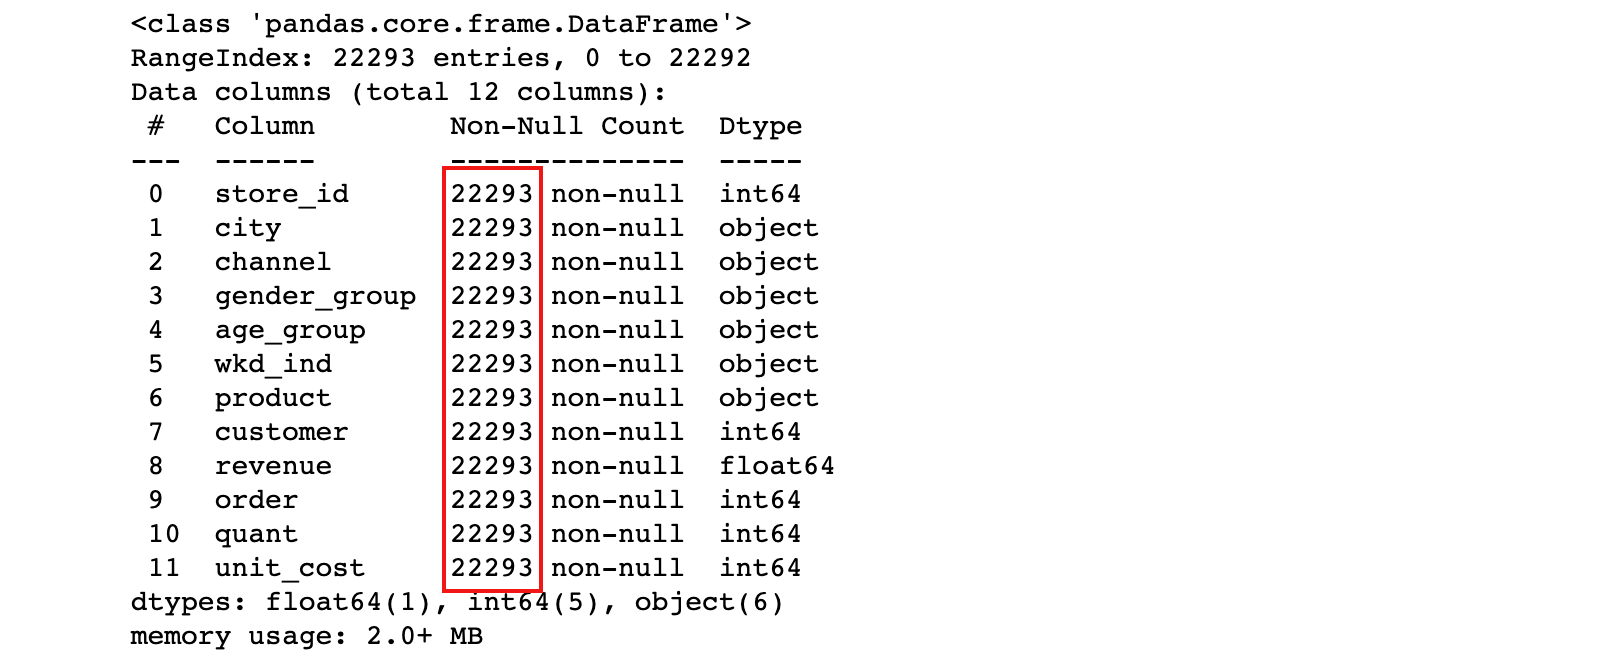 <class 'pandas.core.frame.DataFrame'>
RangeIndex: 22293 entries, 0 to 22292
Data columns (total 12 columns):
 #   Column        Non-Null Count  Dtype
---  ------        --------------  -----
 0   store_id      22293 non-null  int64
 1   city          22293 non-null  object
 2   channel       22293 non-null  object
 3   gender_group  22293 non-null  object
 4   age_group     22293 non-null  object
 5   wkd_ind       22293 non-null  object
 6   product       22293 non-null  object
 7   customer      22293 non-null  int64
 8   revenue       22293 non-null  float64
 9   order         22293 non-null  int64
 10  quant         22293 non-null  int64
 11  unit_cost     22293 non-null  int64
dtypes: float64(1), int64(5), object(6)
memory usage: 2.0+ MB